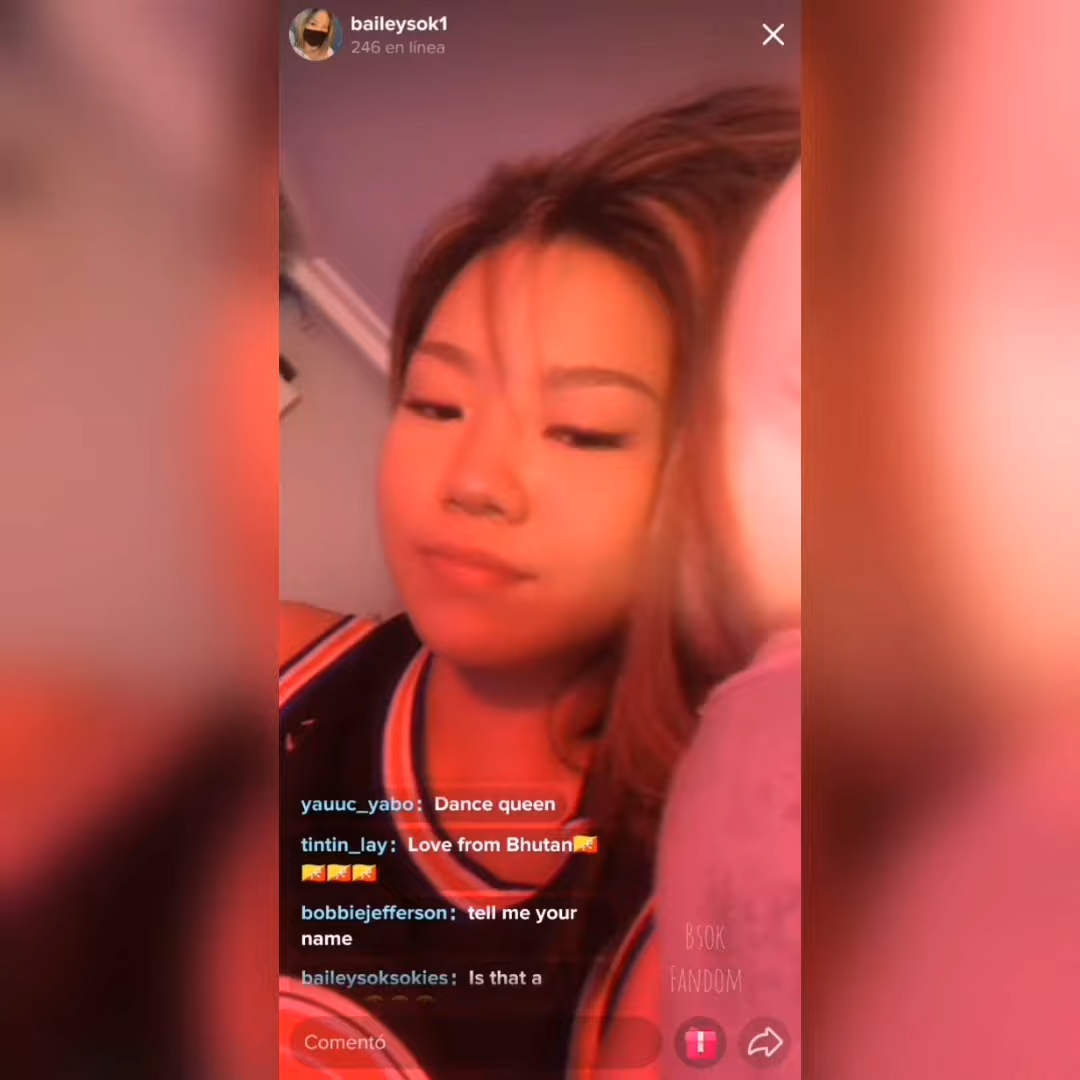 baileysok1
246 en línea
yauuc_yabo: Dance queen
tintin_lay: Love from Bhutan🇧🇹
🇧🇹🇧🇹🇧🇹
bobbiejefferson: tell me your
name
baileysoksokies: Is that a
Bsok
Fandom
Comentó